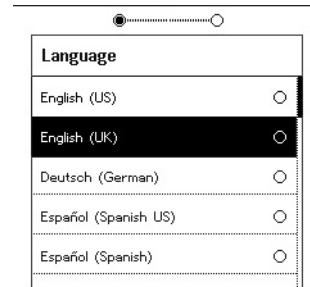 Language
English (US)
English (UK)
Deutsch (German)
Español (Spanish US)
Español (Spanish)